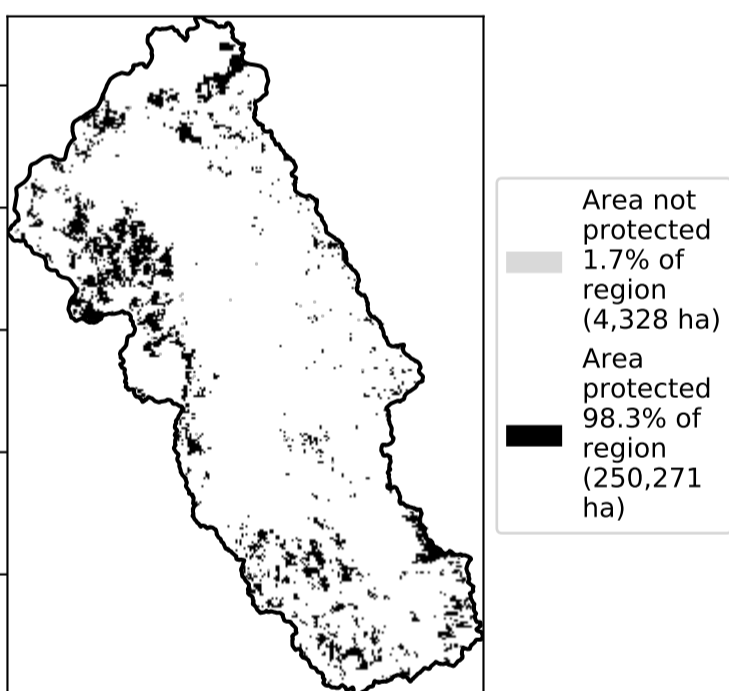 Area not
protected
1.7% of
region
(4,328 ha)
Area
protected
98.3% of
region
(250,271
ha)